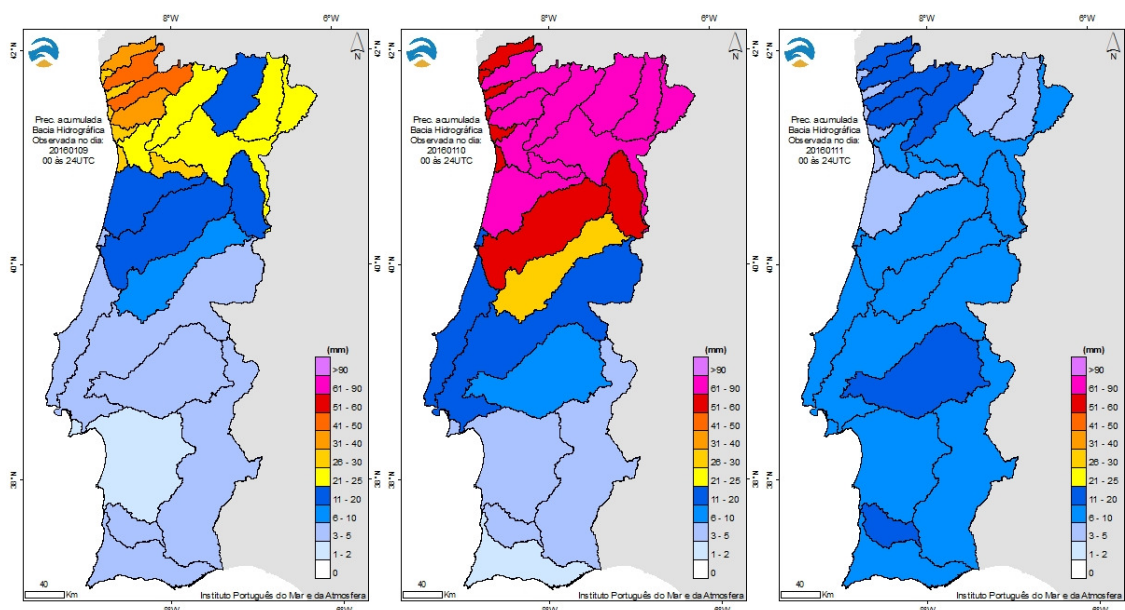 8°W
6°W
42°N
N
Prec. acumulada
Bacia Hidrográfica
Observada no dia:
20160109
00 às 24UTC
40°N
38°N
(mm)
>90
61 - 90
51 - 60
41 - 50
31 - 40
26 - 30
21 - 25
11 - 20
6 - 10
3 - 5
1 - 2
0
40
Km
Instituto Português do Mar e da Atmosfera
8°W
6°W
8°W
6°W
42°N
N
Prec. acumulada
Bacia Hidrográfica
Observada no dia:
20160110
00 às 24UTC
40°N
38°N
(mm)
>90
61 - 90
51 - 60
41 - 50
31 - 40
26 - 30
21 - 25
11 - 20
6 - 10
3 - 5
1 - 2
0
40
Km
Instituto Português do Mar e da Atmosfera
8°W
6°W
8°W
6°W
42°N
N
Prec. acumulada
Bacia Hidrográfica
Observada no dia:
20160111
00 às 24UTC
40°N
38°N
(mm)
>90
61 - 90
51 - 60
41 - 50
31 - 40
26 - 30
21 - 25
11 - 20
6 - 10
3 - 5
1 - 2
0
40
Km
Instituto Português do Mar e da Atmosfera
8°W
6°W